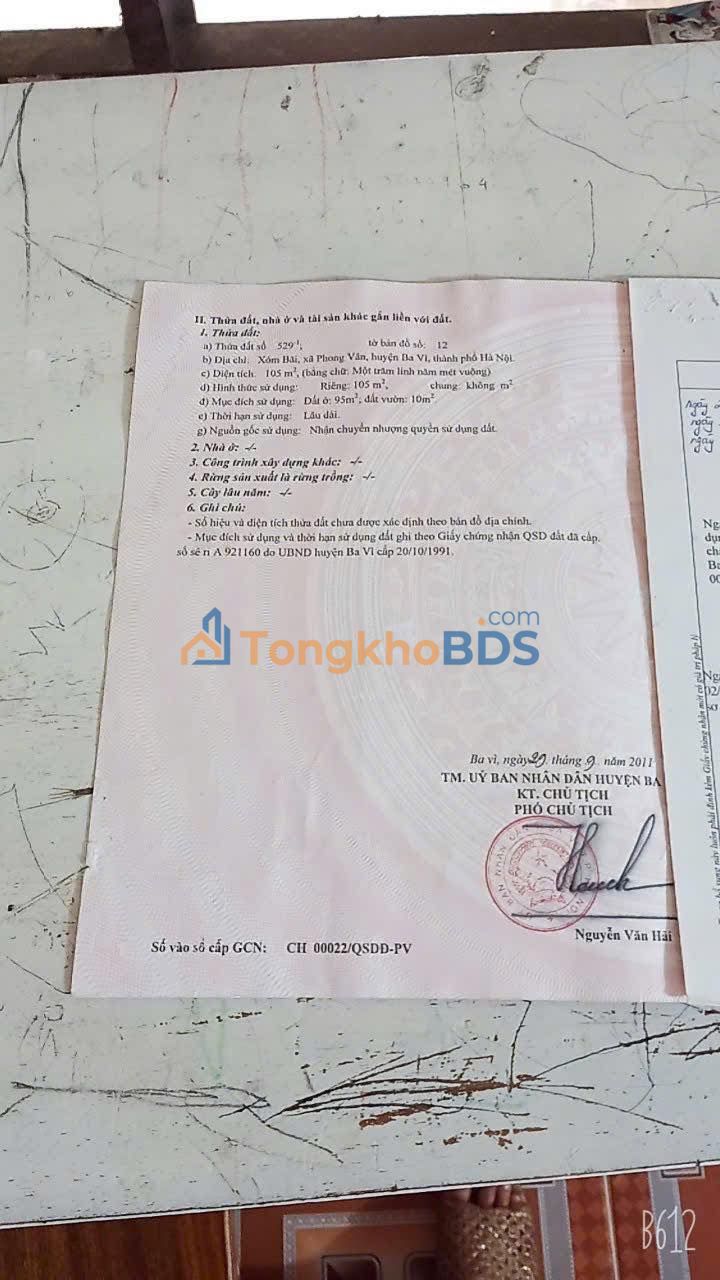 II. Thửa đất, nhà ở và tài sản khác gắn liền với đất.
1. Thửa đất:
a) Thửa đất số 529-1, tờ bản đồ số: 12
b) Địa chỉ: Xóm Bãi, xã Phong Vân, huyện Ba Vì, thành phố Hà Nội.
c) Diện tích: 105 m², (bằng chữ: Một trăm linh năm mét vuông)
d) Hình thức sử dụng: Riêng: 105 m², chung: không m²
đ) Mục đích sử dụng: Đất ở: 95m²; đất vườn: 10m².
e) Thời hạn sử dụng: Lâu dài.
g) Nguồn gốc sử dụng: Nhận chuyển nhượng quyền sử dụng đất.
2. Nhà ở: -/-
3. Công trình xây dựng khác: -/-
4. Rừng sản xuất là rừng trồng: -/-
5. Cây lâu năm: -/-
6. Ghi chú:
- Số hiệu và diện tích thửa đất chưa được xác định theo bản đồ địa chính.
- Mục đích sử dụng và thời hạn sử dụng đất ghi theo Giấy chứng nhận QSD đất đã cấp,
số sê ri A 921160 do UBND huyện Ba Vì cấp 20/10/1991.
TongkhoBDS.com
Ba vì, ngày 29 tháng 9 năm 2011
TM. UỶ BAN NHÂN DÂN HUYỆN BA
KT. CHỦ TỊCH
PHÓ CHỦ TỊCH
Nguyễn Văn Hải
Số vào sổ cấp GCN: CH 00022/QSDĐ-PV
ngày
ngày
ngày
B612